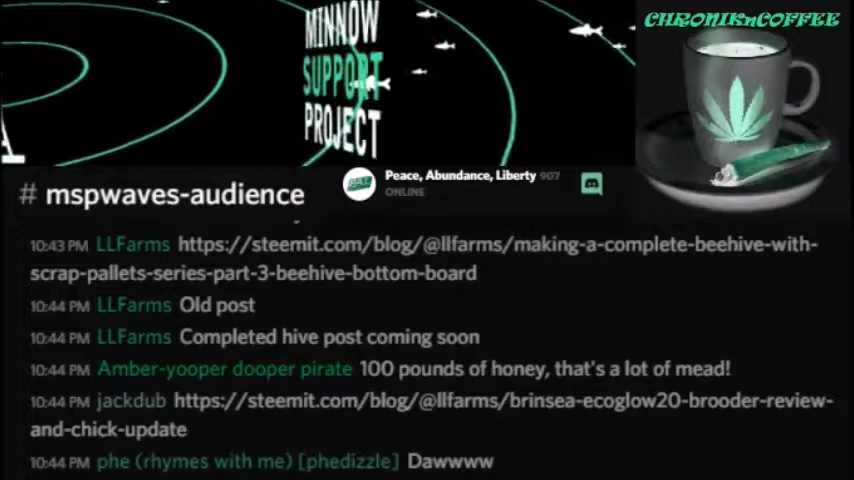 MINNOW
SUPPORT
PROJECT
CHRONIKnCOFFEE
Peace, Abundance, Liberty 907
ONLINE
# mspwaves-audience
10:43 PM LLFarms https://steemit.com/blog/@llfarms/making-a-complete-beehive-with-
scrap-pallets-series-part-3-beehive-bottom-board
10:44 PM LLFarms Old post
10:44 PM LLFarms Completed hive post coming soon
10:44 PM Amber-yooper dooper pirate 100 pounds of honey, that's a lot of mead!
10:44 PM jackdub https://steemit.com/blog/@llfarms/brinsea-ecoglow20-brooder-review-
and-chick-update
10:44 PM phe (rhymes with me) [phedizzle] Dawwww